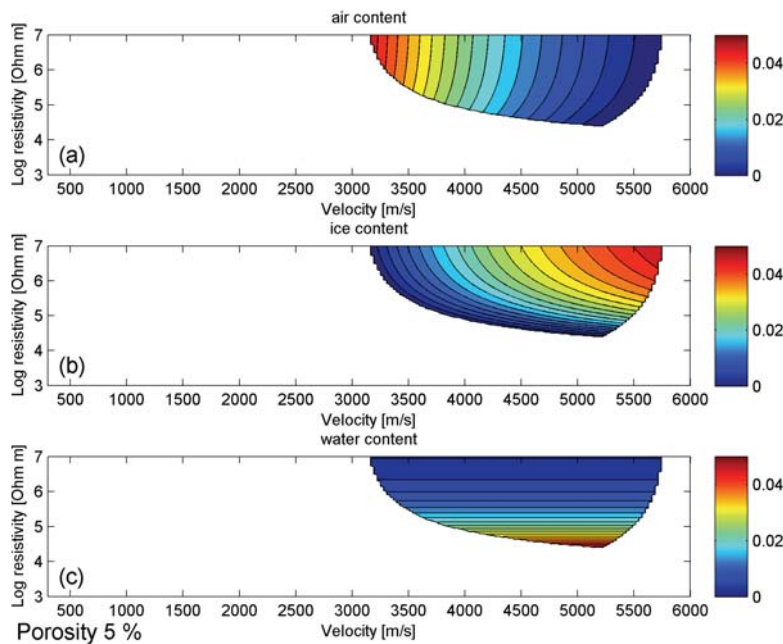 air content
7
6
5
4
3
Log resistivity [Ohm m]
(a)
500 1000 1500 2000 2500 3000 3500 4000 4500 5000 5500 6000
Velocity [m/s]
0.04
0.02
0
ice content
7
6
5
4
3
Log resistivity [Ohm m]
(b)
500 1000 1500 2000 2500 3000 3500 4000 4500 5000 5500 6000
Velocity [m/s]
0.04
0.02
0
water content
7
6
5
4
3
Log resistivity [Ohm m]
(c)
500 1000 1500 2000 2500 3000 3500 4000 4500 5000 5500 6000
Velocity [m/s]
0.04
0.02
0
Porosity 5 %